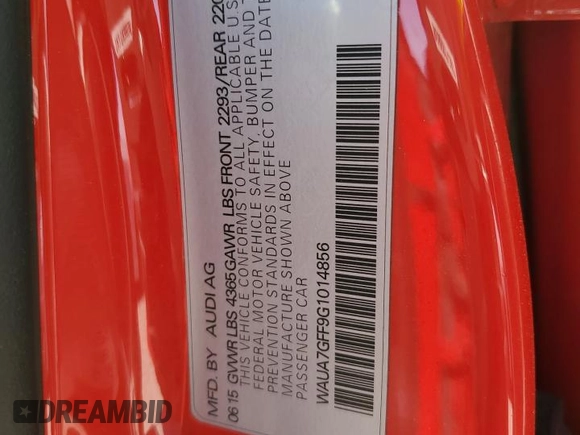 MFD. BY AUDI AG
06 15 GVWR LBS 4365 GAWR LBS FRONT 2293 / REAR
THIS VEHICLE CONFORMS TO ALL APPLICABLE U S
FEDERAL MOTOR VEHICLE SAFETY, BUMPER AND
PREVENTION STANDARDS IN EFFECT ON THE DATE
MANUFACTURE SHOWN ABOVE
PASSENGER CAR
WAUA7GFF9G1014856
DREAMBID